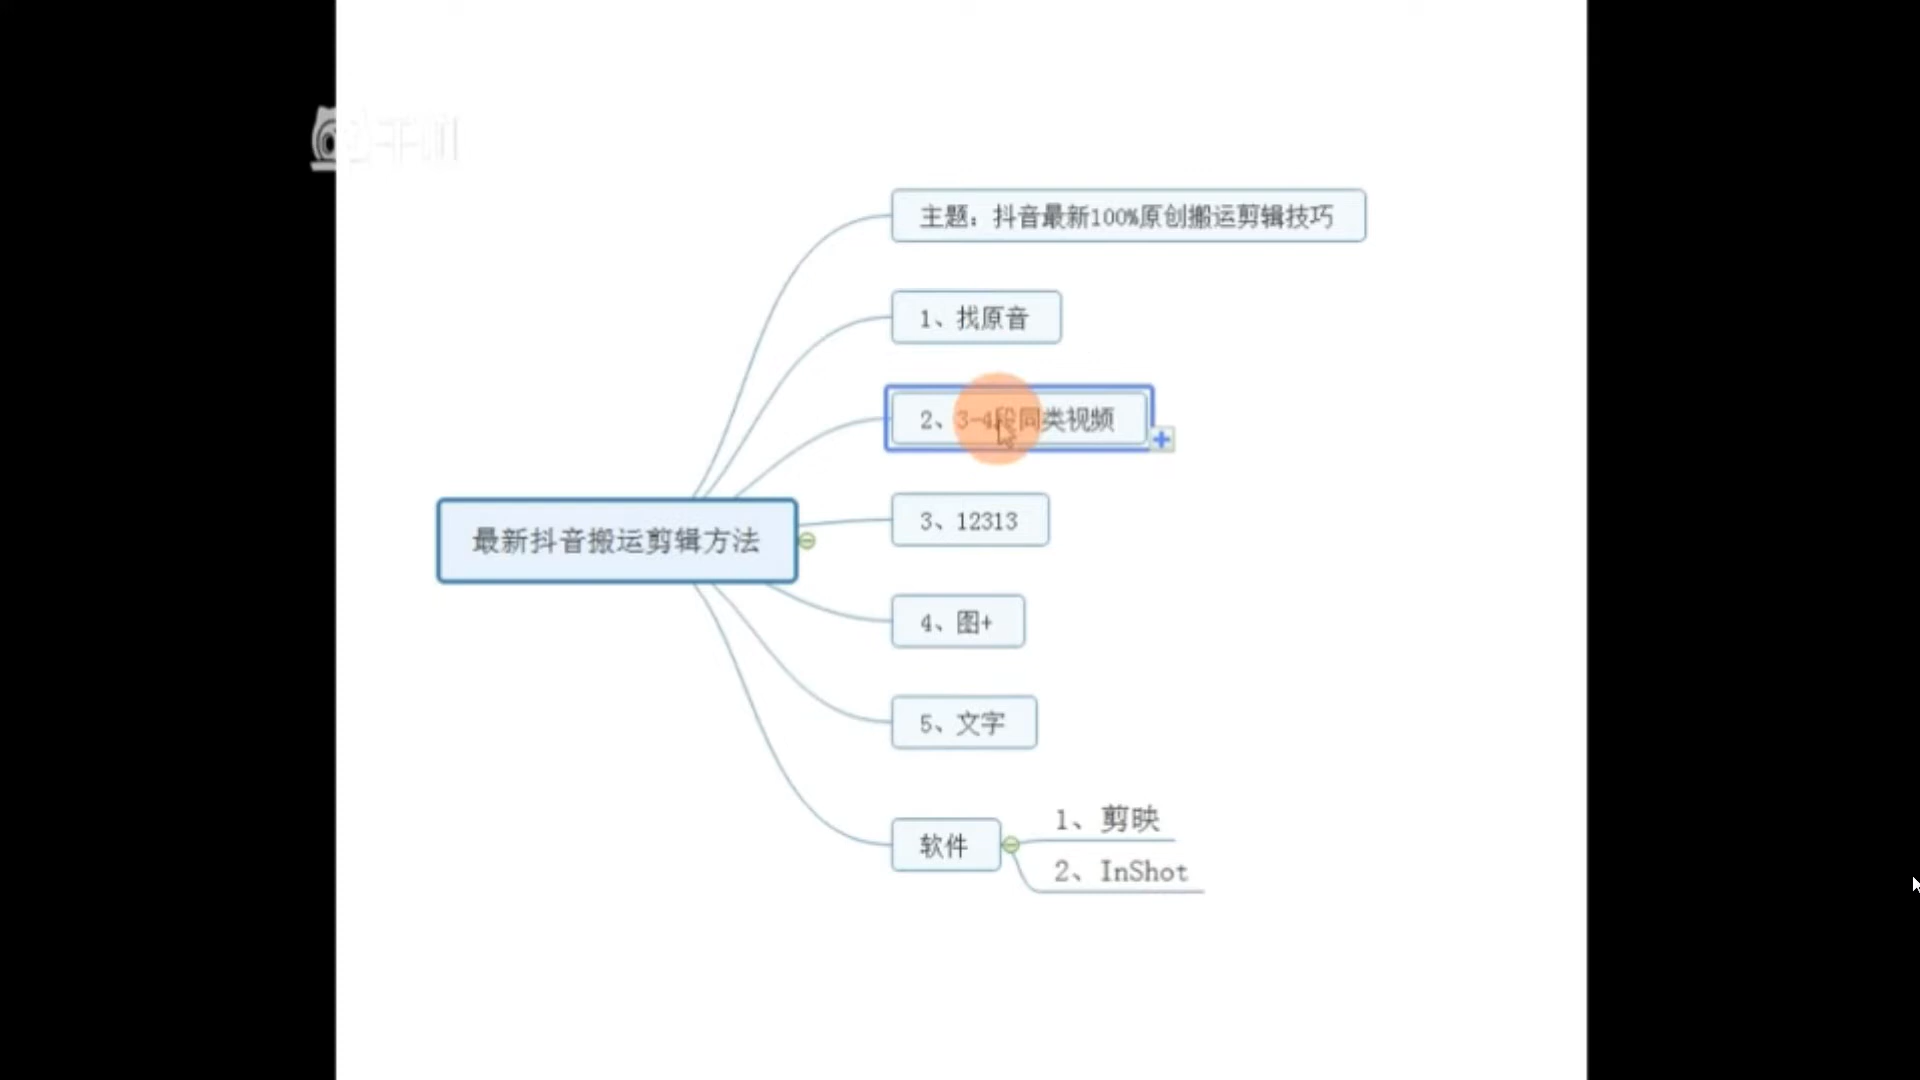 主题：抖音最新100%原创搬运剪辑技巧
1、找原音
2、3-4段同类视频
最新抖音搬运剪辑方法
3、12313
4、图+
5、文字
软件
1、剪映
2、InShot